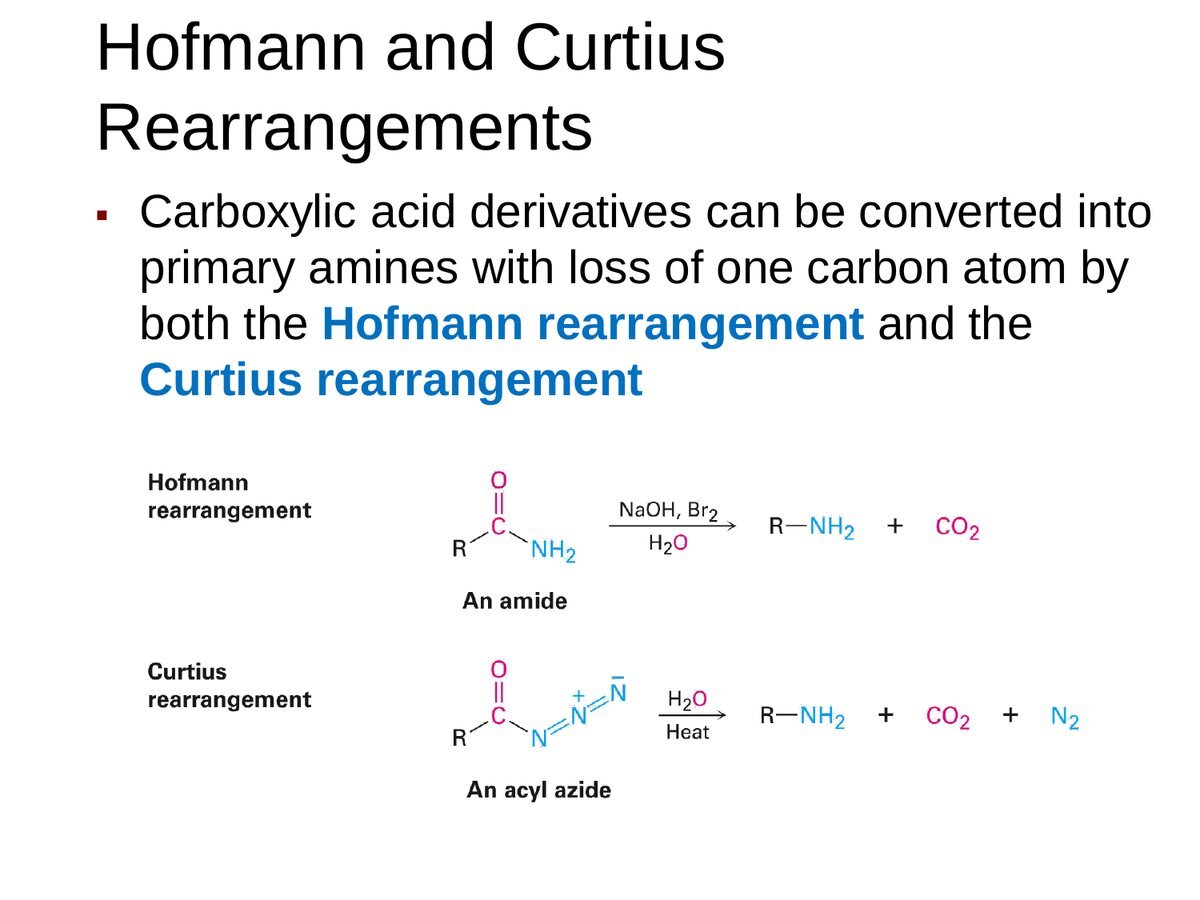 Hofmann and Curtius
Rearrangements
▪ Carboxylic acid derivatives can be converted into
primary amines with loss of one carbon atom by
both the Hofmann rearrangement and the
Curtius rearrangement
Hofmann
rearrangement
O
C
R
NH₂
An amide
NaOH, Br₂
H₂O
R—NH₂ + CO₂
Curtius
rearrangement
O
C
R
N=N⁺=N⁻
An acyl azide
H₂O
Heat
R—NH₂ + CO₂ + N₂